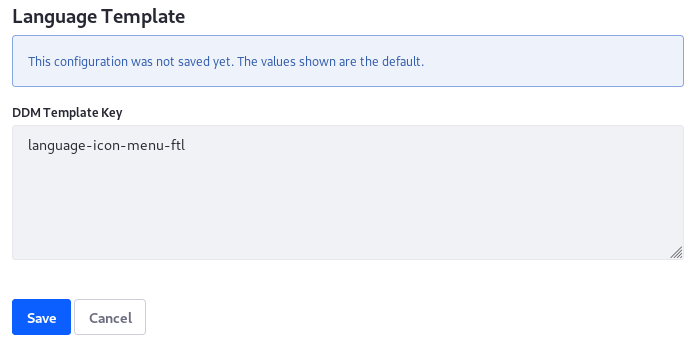 Language Template
This configuration was not saved yet. The values shown are the default.
DDM Template Key
language-icon-menu-ftl
Save
Cancel